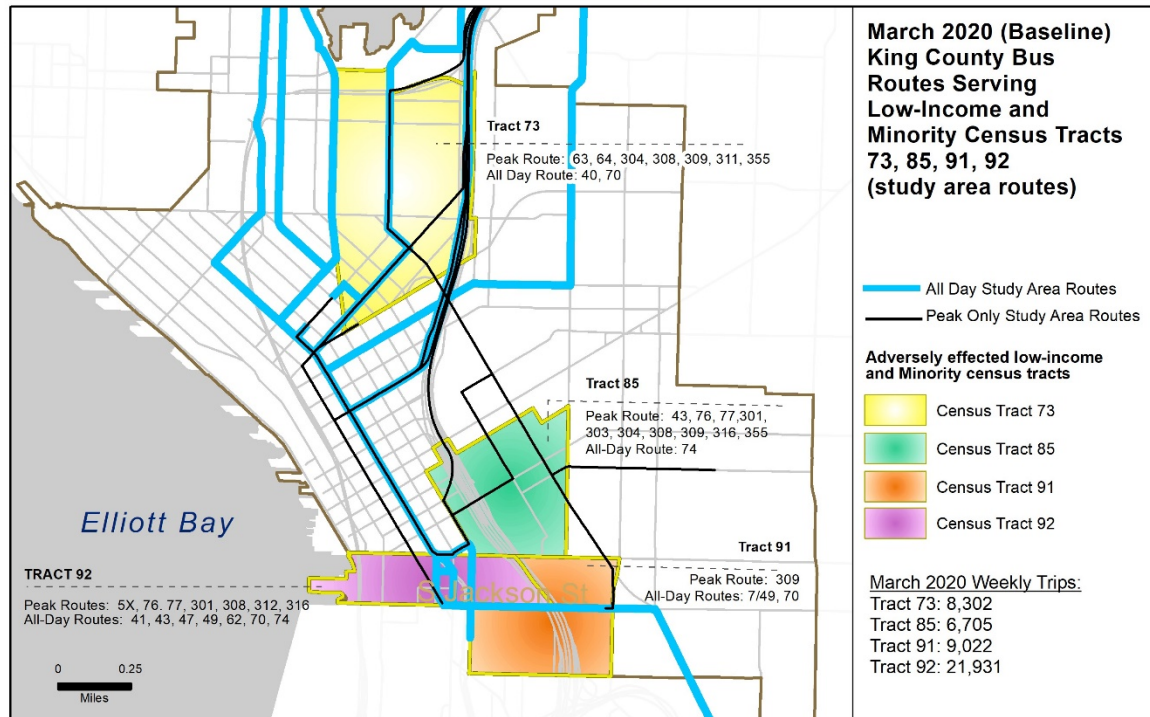 March 2020 (Baseline)
King County Bus
Routes Serving
Low-Income and
Minority Census Tracts
73, 85, 91, 92
(study area routes)
Tract 73
Peak Route: 63, 64, 304, 308, 309, 311, 355
All Day Route: 40, 70
All Day Study Area Routes
Peak Only Study Area Routes
Adversely effected low-income
and Minority census tracts
Census Tract 73
Census Tract 85
Census Tract 91
Census Tract 92
Tract 85
Peak Route: 43, 76, 77,301,
303, 304, 308, 309, 316, 355
All-Day Route: 74
Elliott Bay
Tract 91
Peak Route: 309
All-Day Routes: 7/49, 70
TRACT 92
Peak Routes: 5X, 76. 77, 301, 308, 312, 316
All-Day Routes: 41, 43, 47, 49, 62, 70, 74
S Jackson St
March 2020 Weekly Trips:
Tract 73: 8,302
Tract 85: 6,705
Tract 91: 9,022
Tract 92: 21,931
0 0.25
Miles